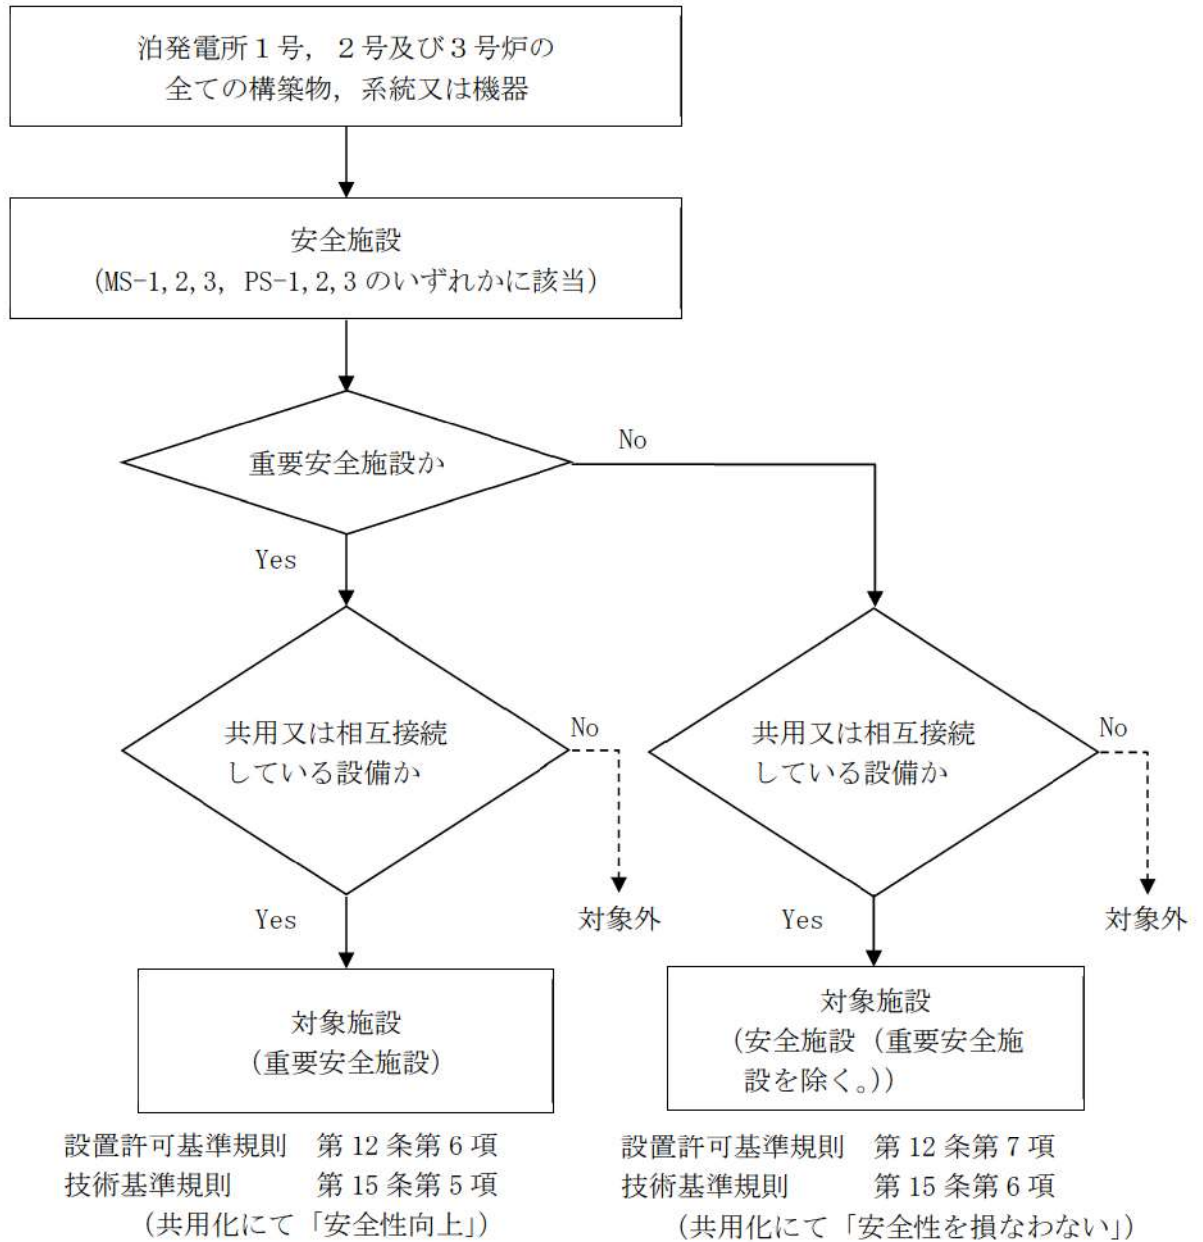 泊発電所１号，２号及び３号炉の
全ての構築物，系統又は機器
安全施設
（MS-1,2,3, PS-1,2,3 のいずれかに該当）
重要安全施設か
No
Yes
共用又は相互接続
している設備か
No
共用又は相互接続
している設備か
No
Yes
対象外
Yes
対象外
対象施設
（重要安全施設）
対象施設
（安全施設（重要安全施
設を除く。））
設置許可基準規則　第 12 条第 6 項
技術基準規則　　　第 15 条第 5 項
（共用化にて「安全性向上」）
設置許可基準規則　第 12 条第 7 項
技術基準規則　　　第 15 条第 6 項
（共用化にて「安全性を損なわない」）